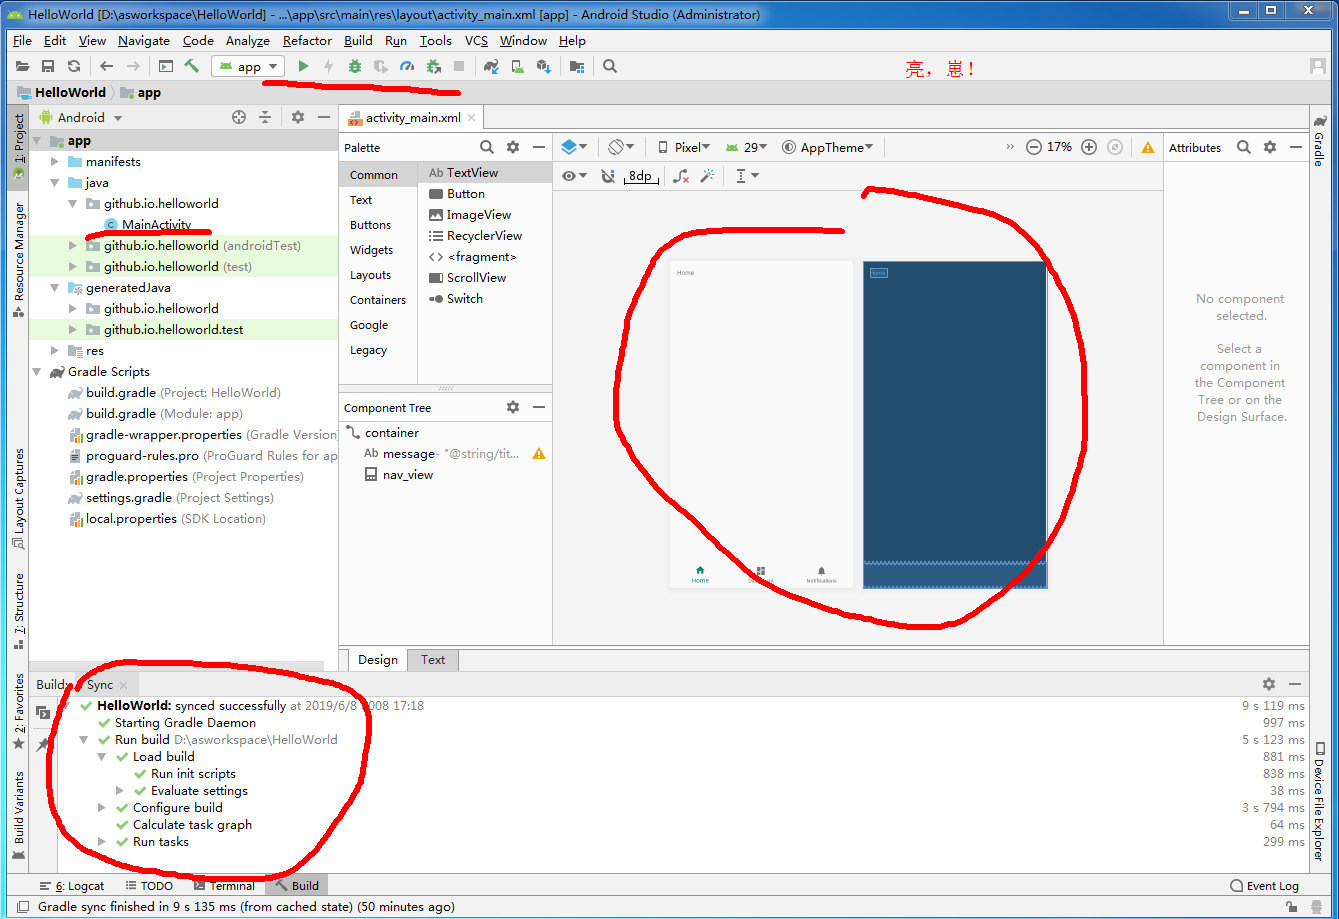 HelloWorld [D:\asworkspace\HelloWorld] - ...\app\src\main\res\layout\activity_main.xml [app] - Android Studio (Administrator)
File Edit View Navigate Code Analyze Refactor Build Run Tools VCS Window Help
app
亮，崽！
HelloWorld app
1: Project
Resource Manager
Layout Captures
7: Structure
2: Favorites
Build Variants
Android
app
manifests
java
github.io.helloworld
MainActivity
github.io.helloworld (androidTest)
github.io.helloworld (test)
generatedJava
github.io.helloworld
github.io.helloworld.test
res
Gradle Scripts
build.gradle (Project: HelloWorld)
build.gradle (Module: app)
gradle-wrapper.properties (Gradle Version)
proguard-rules.pro (ProGuard Rules for ap
gradle.properties (Project Properties)
settings.gradle (Project Settings)
local.properties (SDK Location)
activity_main.xml
Palette
Common
Text
Buttons
Widgets
Layouts
Containers
Google
Legacy
Ab TextView
Button
ImageView
RecyclerView
<fragment>
ScrollView
Switch
Component Tree
container
Ab message - "@string/tit...
nav_view
Pixel 29 AppTheme 17%
8dp
Home
Home
Home
Notifications
Attributes
No component
selected.
Select a
component in
the Component
Tree or on the
Design Surface.
Gradle
Device File Explorer
Design Text
Build: Sync
HelloWorld: synced successfully at 2019/6/8 008 17:18 9 s 119 ms
Starting Gradle Daemon 997 ms
Run build D:\asworkspace\HelloWorld 5 s 123 ms
Load build 881 ms
Run init scripts 838 ms
Evaluate settings 38 ms
Configure build 3 s 794 ms
Calculate task graph 64 ms
Run tasks 299 ms
6: Logcat TODO Terminal Build Event Log
Gradle sync finished in 9 s 135 ms (from cached state) (50 minutes ago)